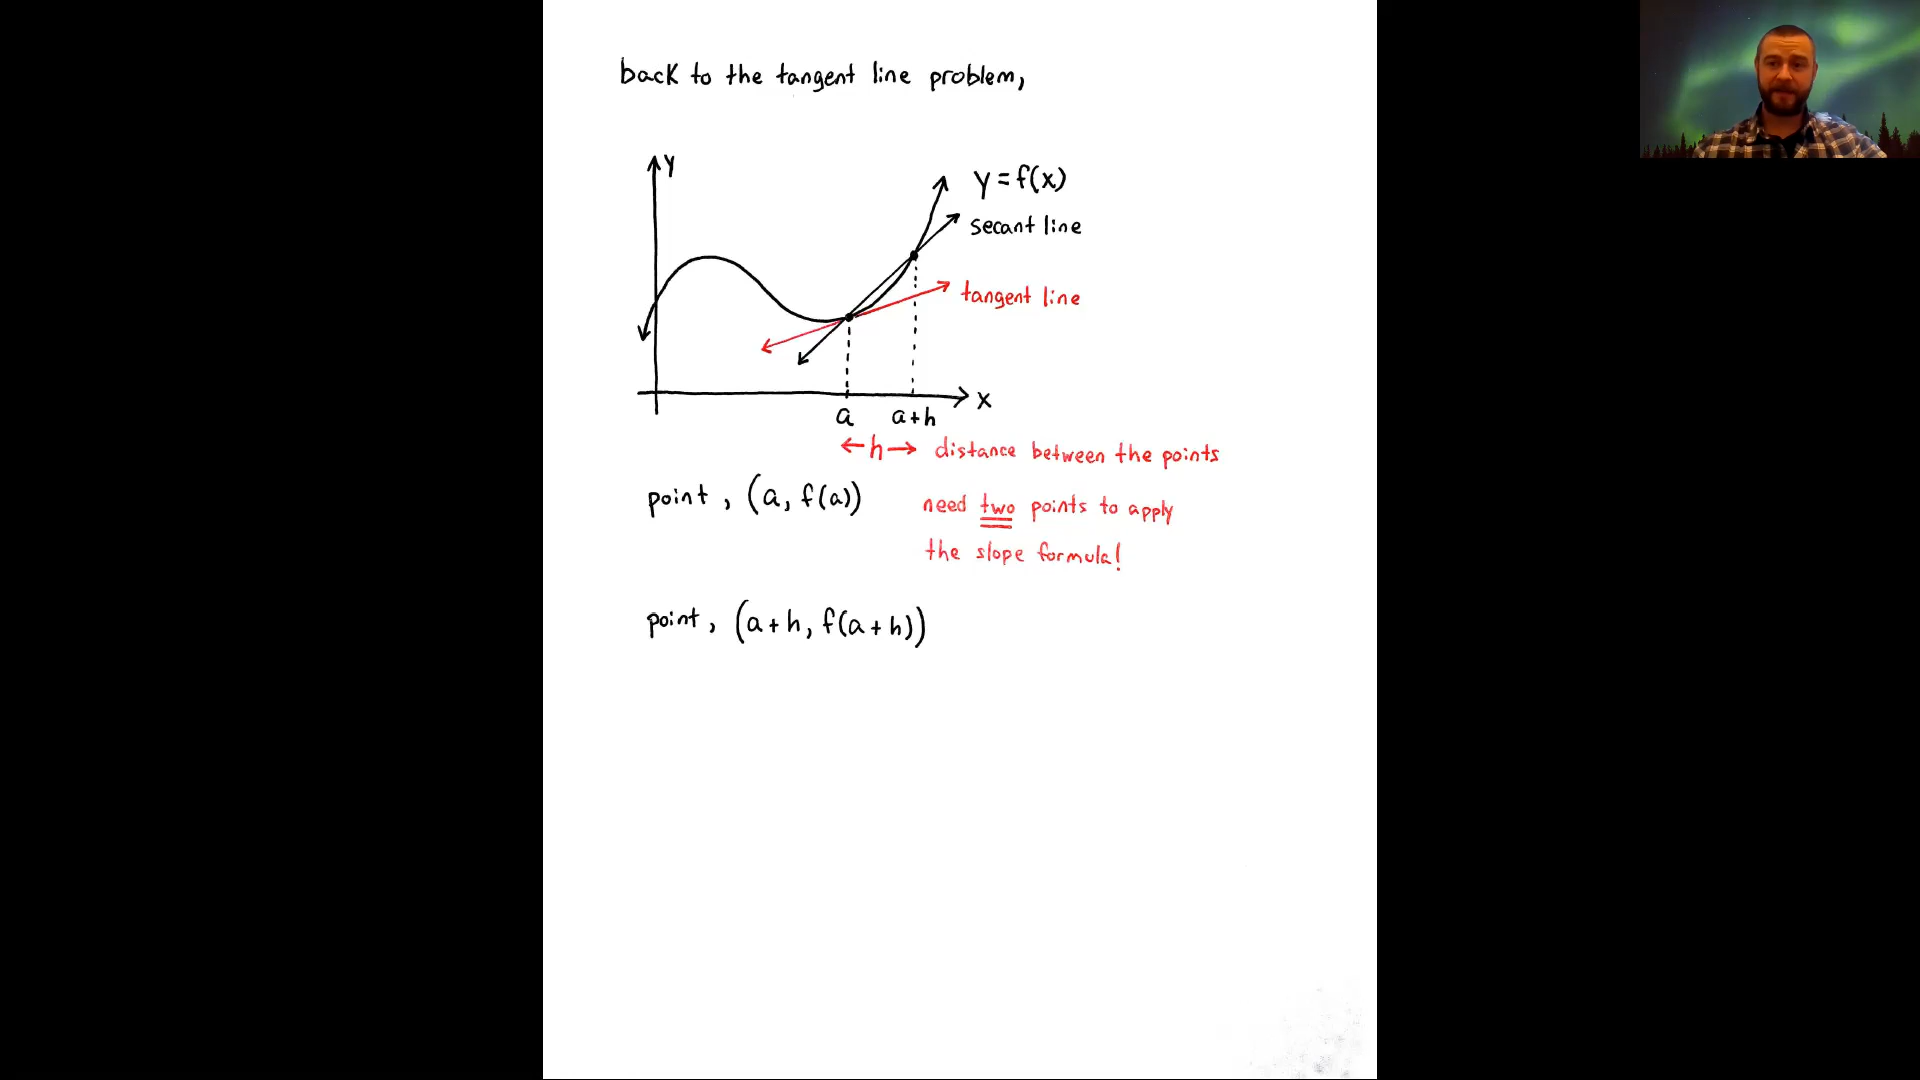 back to the tangent line problem,
y
y = f(x)
secant line
tangent line
x
a
a+h
←h→ distance between the points
point , (a, f(a))
need two points to apply
the slope formula!
point, (a+h, f(a+h))